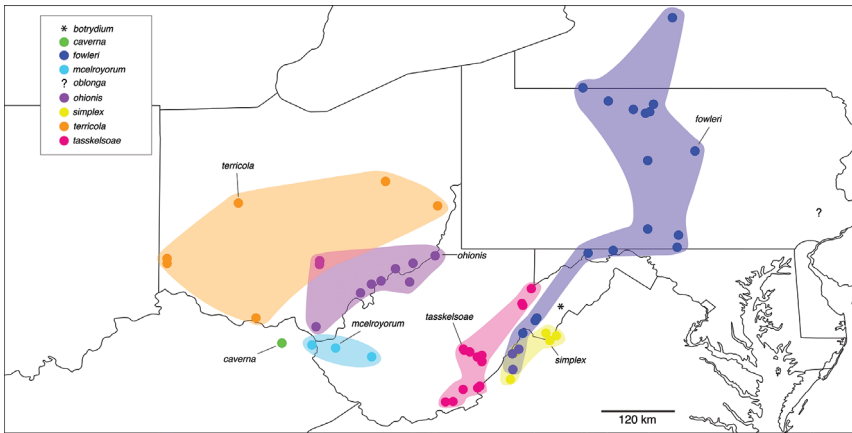 * botrydium
caverna
fowleri
mcelroyorum
? oblonga
ohionis
simplex
terricola
tasskelsoae
fowleri
terricola
?
ohionis
*
tasskelsoae
mcelroyorum
caverna
simplex
120 km